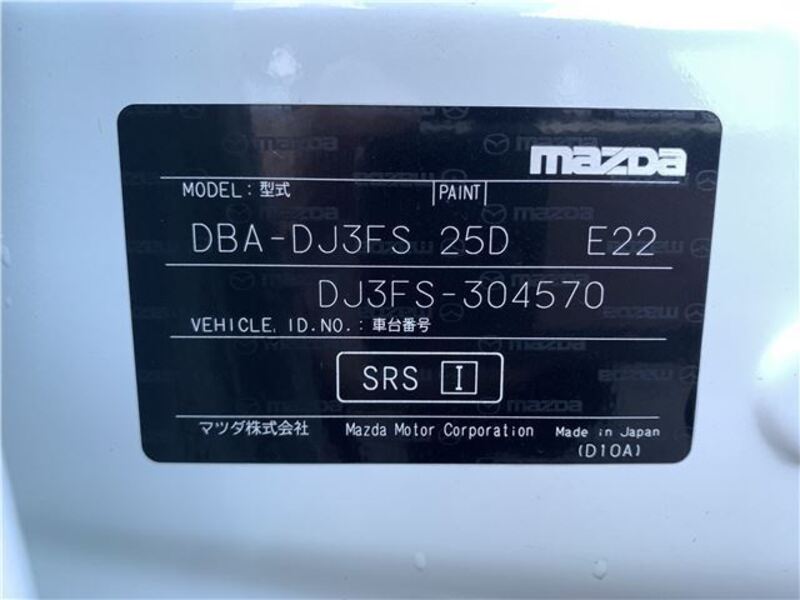 mazda
MODEL: 型式 PAINT
DBA-DJ3FS 25D E22
DJ3FS-304570
VEHICLE. ID.NO.: 車台番号
SRS I
マツダ株式会社 Mazda Motor Corporation Made in Japan
(D10A)